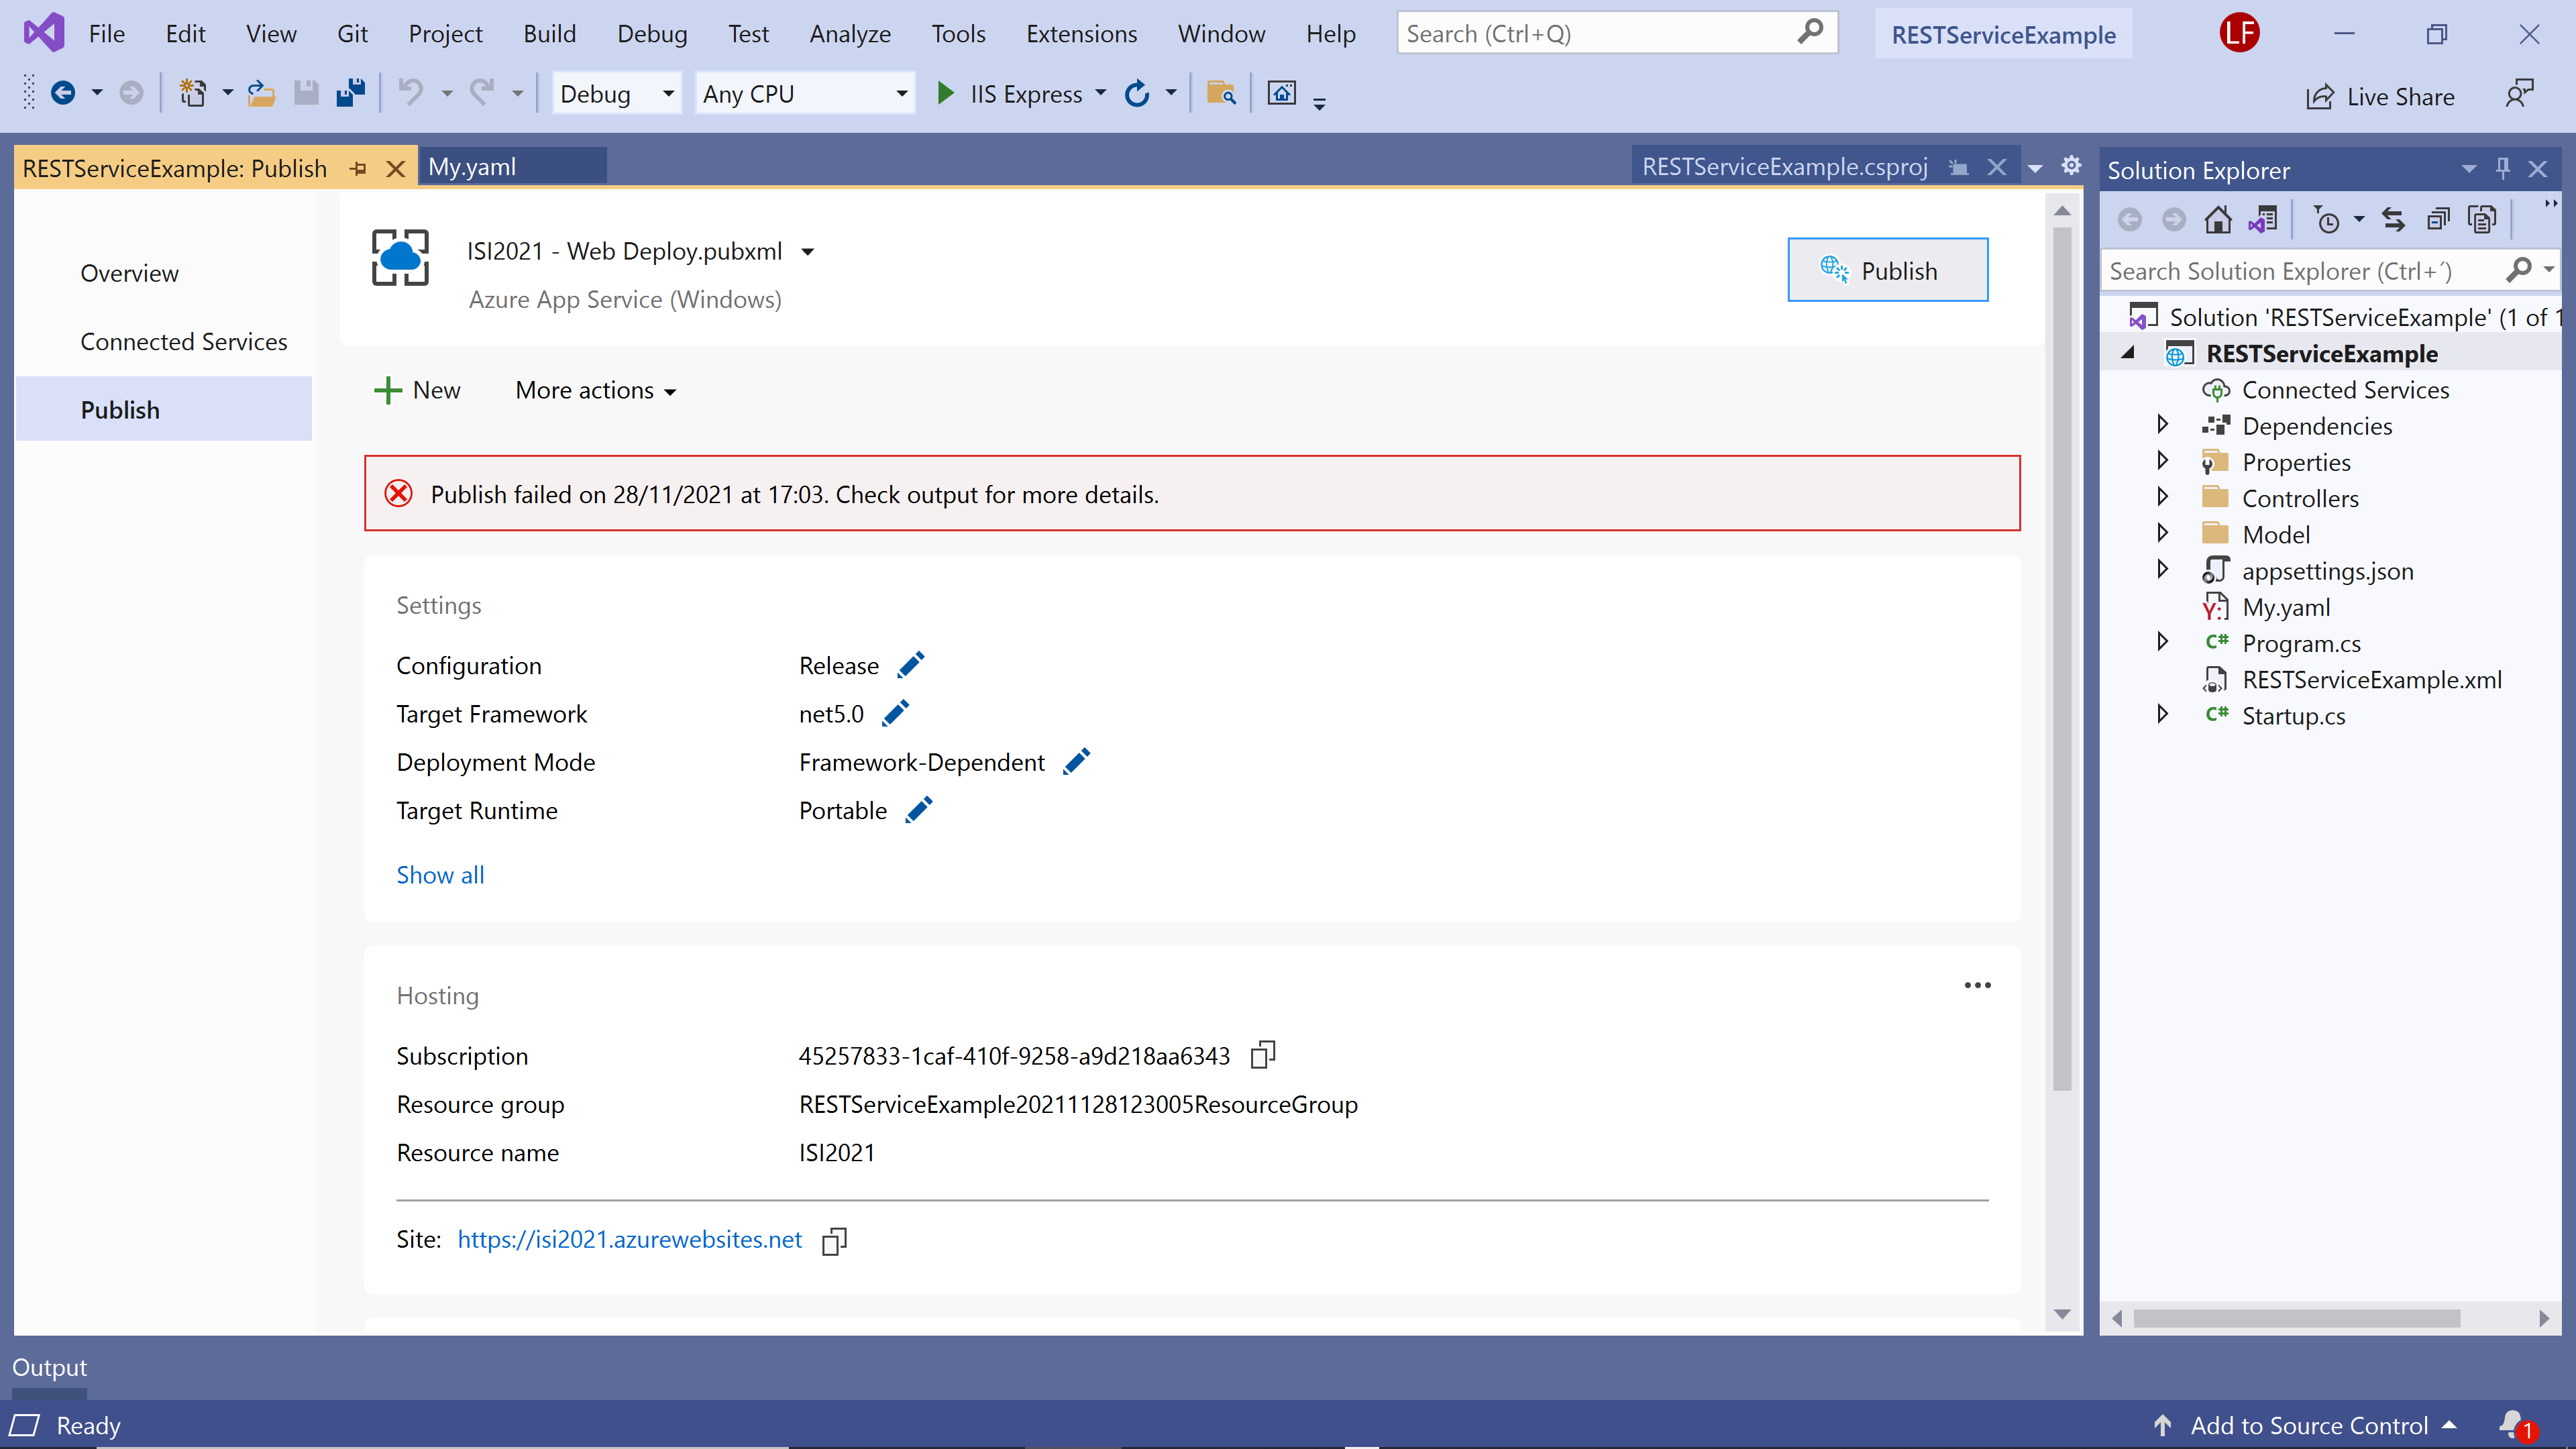 File Edit View Git Project Build Debug Test Analyze Tools Extensions Window Help Search (Ctrl+Q) RESTServiceExample LF
Debug Any CPU IIS Express Live Share
RESTServiceExample: Publish My.yaml RESTServiceExample.csproj
Overview
Connected Services
Publish
ISI2021 - Web Deploy.pubxml
Azure App Service (Windows)
Publish
New More actions
Publish failed on 28/11/2021 at 17:03. Check output for more details.
Settings
Configuration Release
Target Framework net5.0
Deployment Mode Framework-Dependent
Target Runtime Portable
Show all
Hosting
Subscription 45257833-1caf-410f-9258-a9d218aa6343
Resource group RESTServiceExample20211128123005ResourceGroup
Resource name ISI2021
Site: https://isi2021.azurewebsites.net
Solution Explorer
Search Solution Explorer (Ctrl+´)
Solution 'RESTServiceExample' (1 of 1
RESTServiceExample
Connected Services
Dependencies
Properties
Controllers
Model
appsettings.json
Y: My.yaml
C# Program.cs
RESTServiceExample.xml
C# Startup.cs
Output
Ready Add to Source Control 1